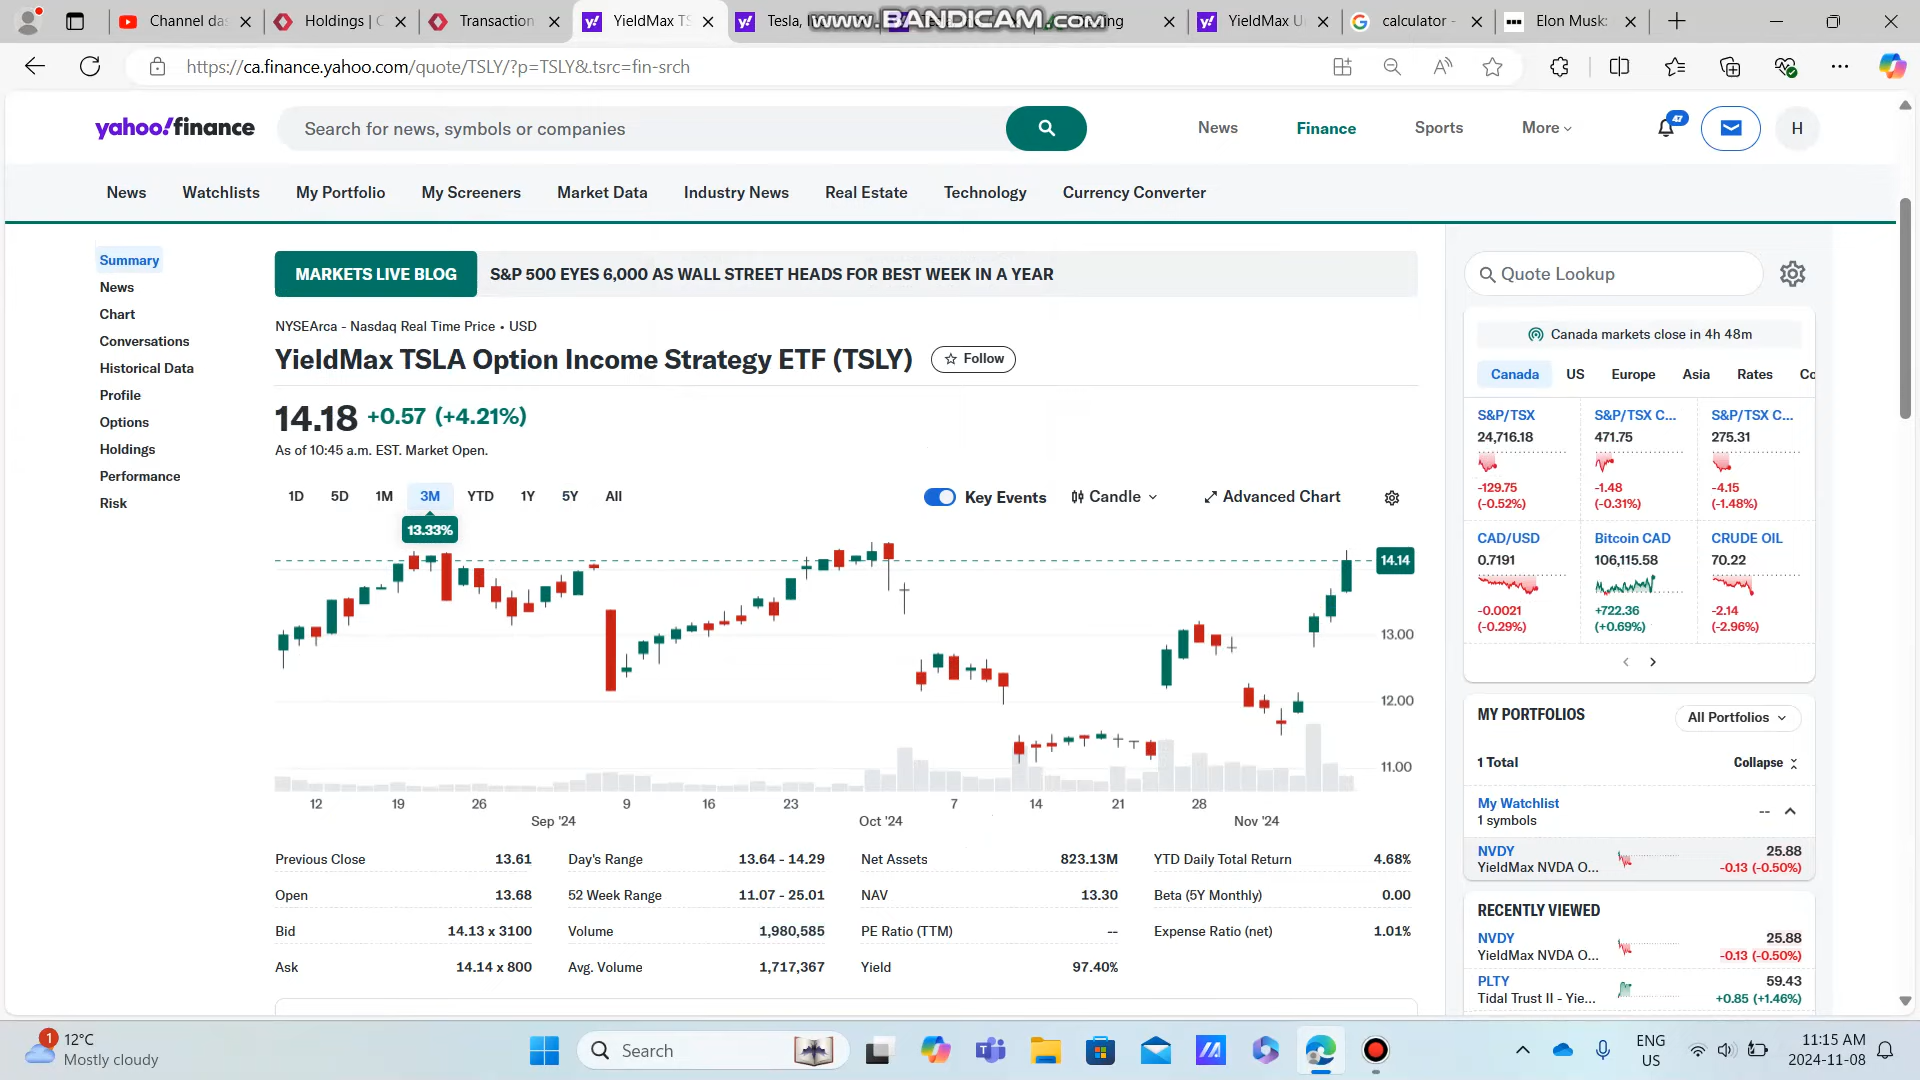 Channel da
Holdings | C
Transaction
YieldMax TS
Tesla, I
www.BANDICAM.com
ing
YieldMax U
calculator -
Elon Musk:
https://ca.finance.yahoo.com/quote/TSLY/?p=TSLY&.tsrc=fin-srch
yahoo!finance
Search for news, symbols or companies
News
Finance
Sports
More
47
H
News
Watchlists
My Portfolio
My Screeners
Market Data
Industry News
Real Estate
Technology
Currency Converter
Summary
News
Chart
Conversations
Historical Data
Profile
Options
Holdings
Performance
Risk
MARKETS LIVE BLOG
S&P 500 EYES 6,000 AS WALL STREET HEADS FOR BEST WEEK IN A YEAR
NYSEArca - Nasdaq Real Time Price • USD
YieldMax TSLA Option Income Strategy ETF (TSLY)
Follow
14.18 +0.57 (+4.21%)
As of 10:45 a.m. EST. Market Open.
1D 5D 1M 3M YTD 1Y 5Y All
Key Events
Candle
Advanced Chart
13.33%
14.14
13.00
12.00
11.00
12 19 26 9 16 23 7 14 21 28
Sep '24 Oct '24 Nov '24
Previous Close 13.61
Day's Range 13.64 - 14.29
Net Assets 823.13M
YTD Daily Total Return 4.68%
Open 13.68
52 Week Range 11.07 - 25.01
NAV 13.30
Beta (5Y Monthly) 0.00
Bid 14.13 x 3100
Volume 1,980,585
PE Ratio (TTM) --
Expense Ratio (net) 1.01%
Ask 14.14 x 800
Avg. Volume 1,717,367
Yield 97.40%
Quote Lookup
Canada markets close in 4h 48m
Canada US Europe Asia Rates Co
S&P/TSX S&P/TSX C... S&P/TSX C...
24,716.18 471.75 275.31
-129.75 -1.48 -4.15
(-0.52%) (-0.31%) (-1.48%)
CAD/USD Bitcoin CAD CRUDE OIL
0.7191 106,115.58 70.22
-0.0021 +722.36 -2.14
(-0.29%) (+0.69%) (-2.96%)
MY PORTFOLIOS
All Portfolios
1 Total
Collapse
My Watchlist --
1 symbols
NVDY 25.88
YieldMax NVDA O... -0.13 (-0.50%)
RECENTLY VIEWED
NVDY 25.88
YieldMax NVDA O... -0.13 (-0.50%)
PLTY 59.43
Tidal Trust II - Yie... +0.85 (+1.46%)
1
12°C
Mostly cloudy
Search
ENG
US
11:15 AM
2024-11-08